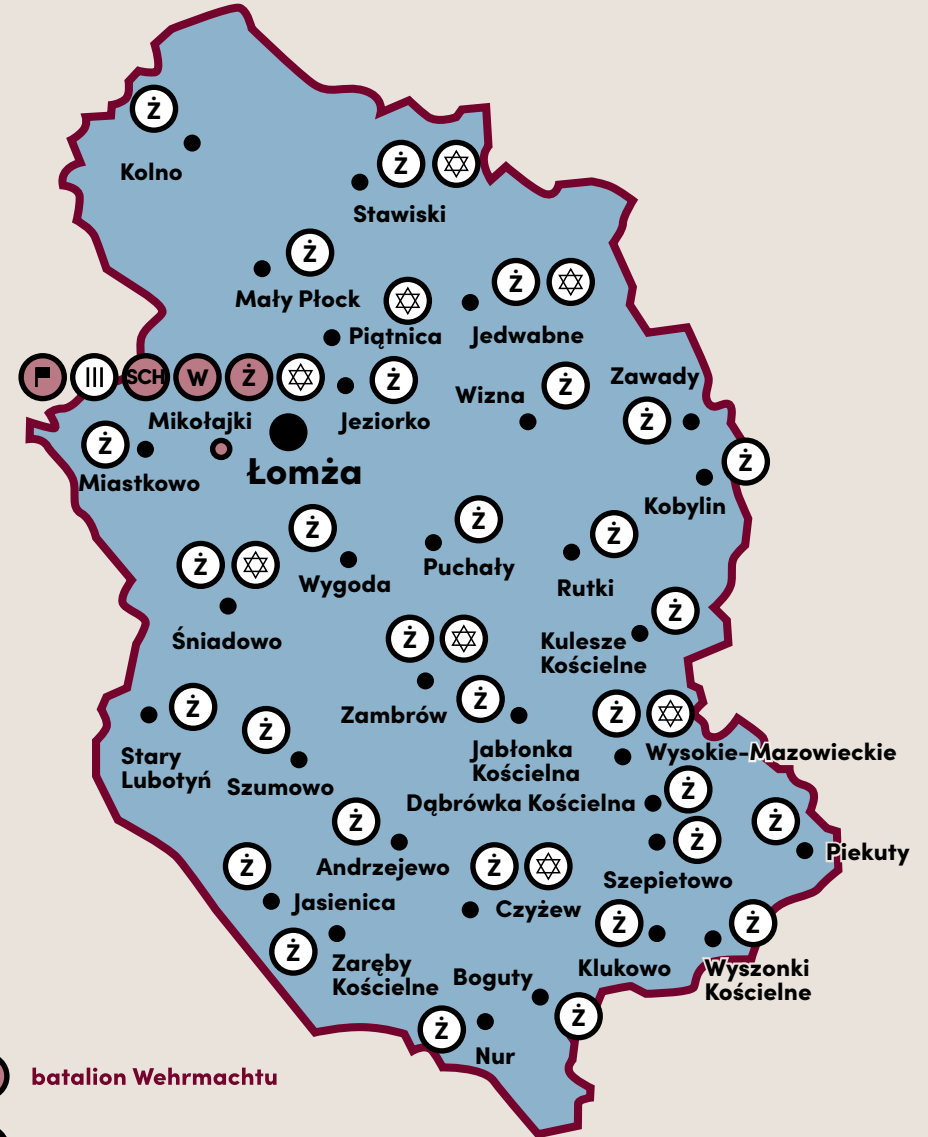 Ż
Kolno
Ż
Stawiski
Ż
Mały Płock
Ż
Jedwabne
Piątnica
SCH W Ż
Mikołajki
Ż
Jeziorko
Wizna
Ż
Zawady
Ż
Ż
Miastkowo
Łomża
Ż
Kobylin
Ż
Wygoda
Ż
Puchały
Ż
Rutki
Ż
Śniadowo
Ż
Kulesze
Kościelne
Ż
Zambrów
Ż
Jabłonka
Kościelna
Ż
Wysokie-Mazowieckie
Ż
Stary
Lubotyń
Ż
Szumowo
Dąbrówka Kościelna
Ż
Ż
Andrzejewo
Ż
Szepietowo
Ż
Piekuty
Ż
Jasienica
Ż
Czyżew
Ż
Zaręby
Kościelne
Ż
Klukowo
Ż
Wyszonki
Kościelne
Boguty
Ż
Ż
Nur
batalion Wehrmachtu